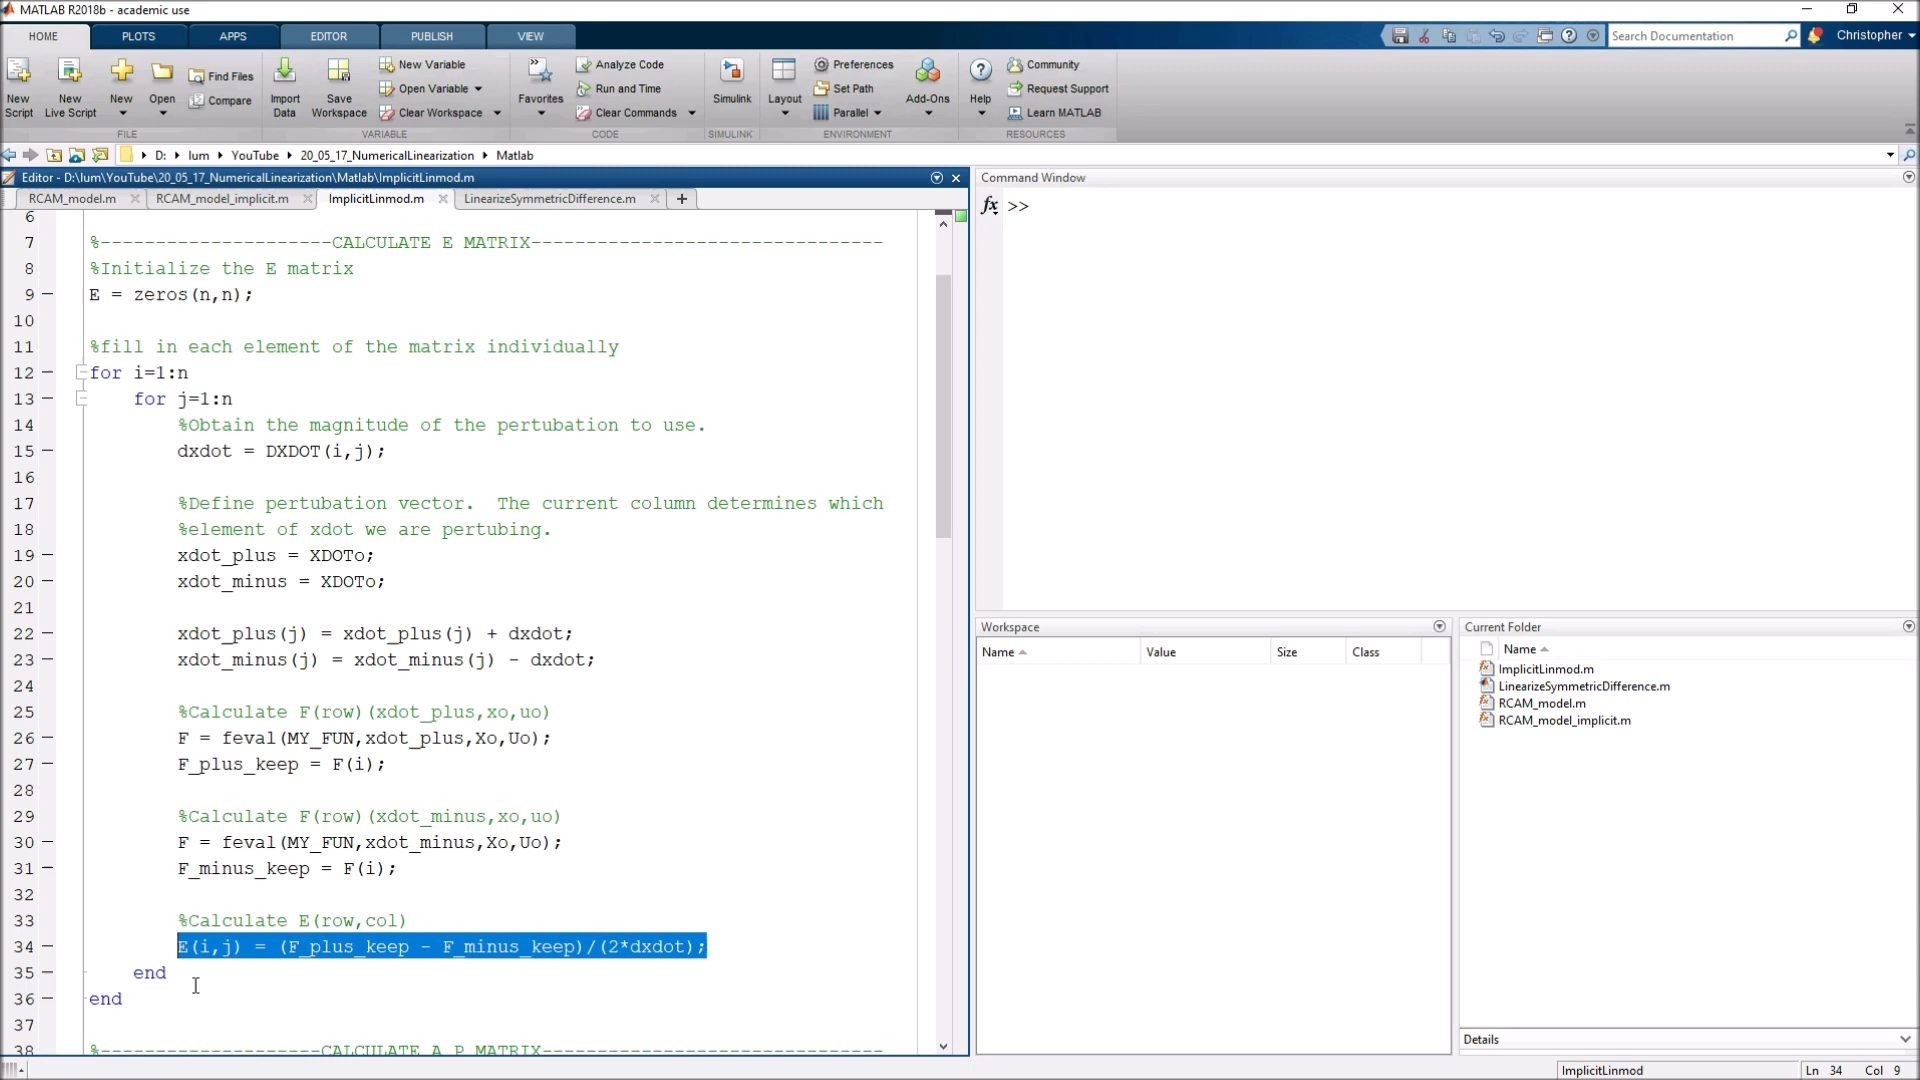 MATLAB R2018b - academic use
HOME PLOTS APPS EDITOR PUBLISH VIEW Search Documentation Christopher
New Script New Live Script New Open Find Files Compare Import Data Save Workspace New Variable Open Variable Clear Workspace Favorites Analyze Code Run and Time Clear Commands Simulink Layout Preferences Set Path Parallel Add-Ons Help Community Request Support Learn MATLAB
FILE VARIABLE CODE SIMULINK ENVIRONMENT RESOURCES
D: lum YouTube 20_05_17_NumericalLinearization Matlab
Editor - D:\lum\YouTube\20_05_17_NumericalLinearization\Matlab\ImplicitLinmod.m
RCAM_model.m RCAM_model_implicit.m ImplicitLinmod.m LinearizeSymmetricDifference.m
6
7 %---------------------CALCULATE E MATRIX--------------------------------
8 %Initialize the E matrix
9 E = zeros(n,n);
10
11 %fill in each element of the matrix individually
12 for i=1:n
13 for j=1:n
14 %Obtain the magnitude of the pertubation to use.
15 dxdot = DXDOT(i,j);
16
17 %Define pertubation vector.  The current column determines which
18 %element of xdot we are pertubing.
19 xdot_plus = XDOTo;
20 xdot_minus = XDOTo;
21
22 xdot_plus(j) = xdot_plus(j) + dxdot;
23 xdot_minus(j) = xdot_minus(j) - dxdot;
24
25 %Calculate F(row)(xdot_plus,xo,uo)
26 F = feval(MY_FUN,xdot_plus,Xo,Uo);
27 F_plus_keep = F(i);
28
29 %Calculate F(row)(xdot_minus,xo,uo)
30 F = feval(MY_FUN,xdot_minus,Xo,Uo);
31 F_minus_keep = F(i);
32
33 %Calculate E(row,col)
34 E(i,j) = (F_plus_keep - F_minus_keep)/(2*dxdot);
35 end
36 end
37
38 %--------------------CALCULATE A_P MATRIX-------------------------------
Command Window
fx >>
Workspace
Name Value Size Class
Current Folder
Name
ImplicitLinmod.m
LinearizeSymmetricDifference.m
RCAM_model.m
RCAM_model_implicit.m
Details
ImplicitLinmod Ln 34 Col 9